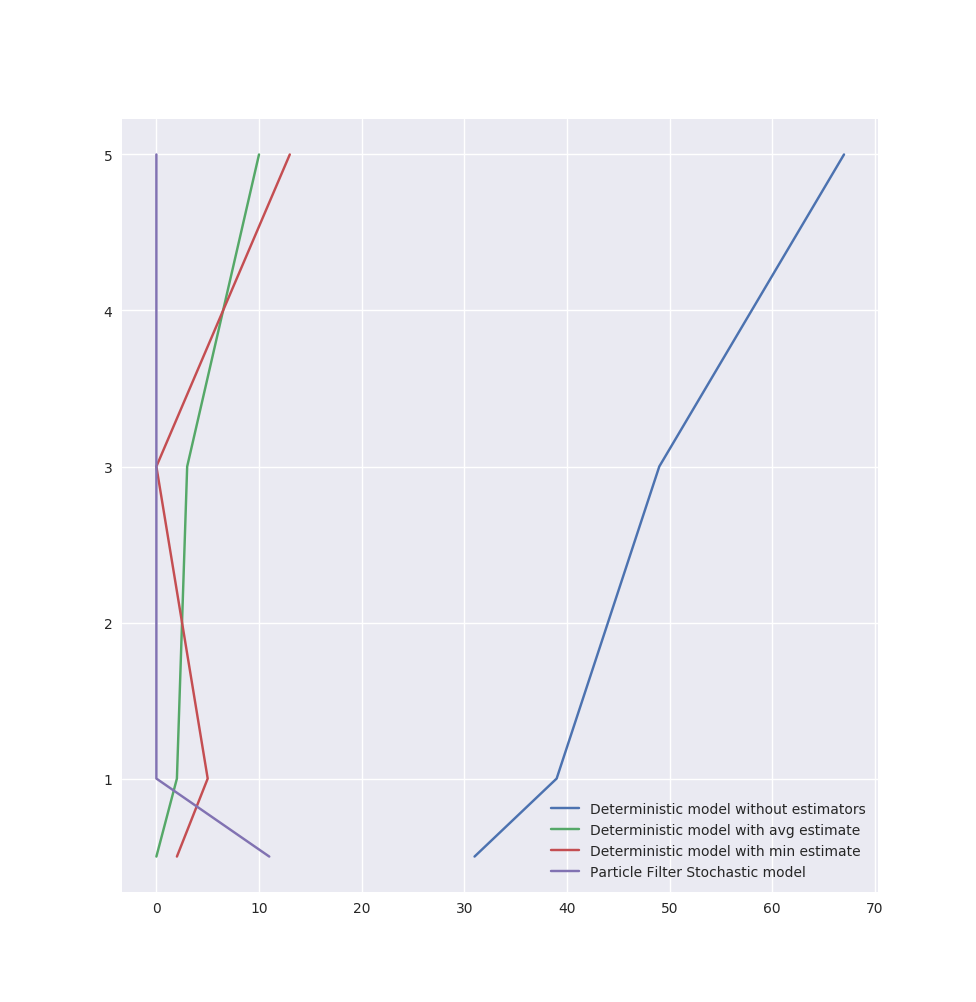 5
4
3
2
1
Deterministic model without estimators
Deterministic model with avg estimate
Deterministic model with min estimate
Particle Filter Stochastic model
0 10 20 30 40 50 60 70